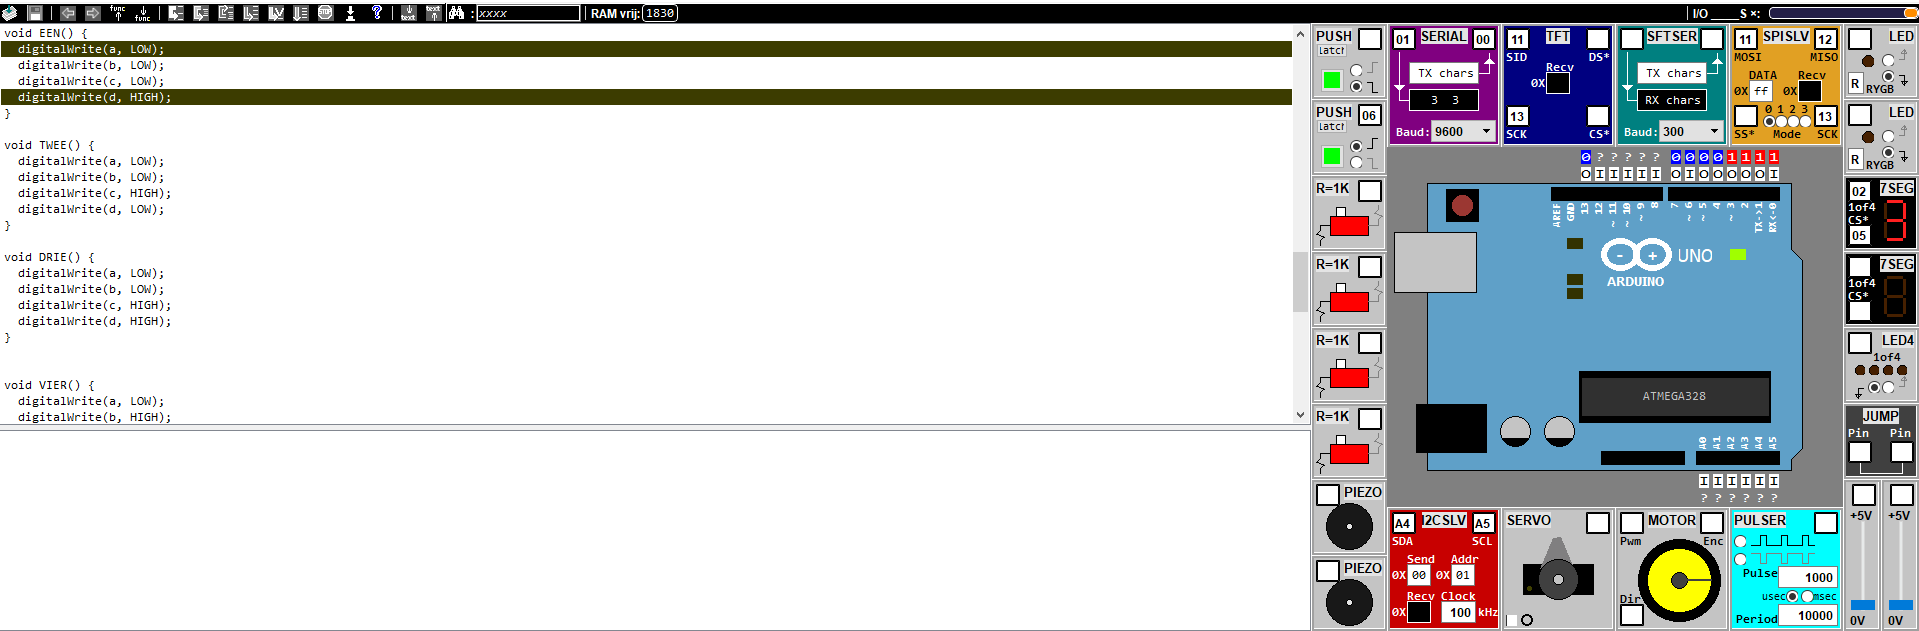 func func STOP ? text text : xxxx RAM vrij: 1830 I/O ____S ×:
void EEN() {
digitalWrite(a, LOW);
digitalWrite(b, LOW);
digitalWrite(c, LOW);
digitalWrite(d, HIGH);
}
void TWEE() {
digitalWrite(a, LOW);
digitalWrite(b, LOW);
digitalWrite(c, HIGH);
digitalWrite(d, LOW);
}
void DRIE() {
digitalWrite(a, LOW);
digitalWrite(b, LOW);
digitalWrite(c, HIGH);
digitalWrite(d, HIGH);
}
void VIER() {
digitalWrite(a, LOW);
digitalWrite(b, HIGH);
PUSH
latch
PUSH 06
latch
R=1K
R=1K
R=1K
R=1K
PIEZO
PIEZO
01 SERIAL 00
TX chars
3 3
Baud: 9600
11 TFT
SID DS*
Recv
0X
13
SCK CS*
SFTSER
TX chars
RX chars
Baud: 300
11 SPISLV 12
MOSI MISO
DATA Recv
0X ff 0X
0 1 2 3
13
SS* Mode SCK
0 ? ? ? ? ? 0 0 0 0 1 1 1 1
O I I I I I O I O O O O O I
AREF GND 13 12 ~11 ~10 ~9 8 7 ~6 ~5 4 ~3 2 TX->1 RX<-0
- + UNO
ARDUINO
ATMEGA328
A0 A1 A2 A3 A4 A5
I I I I I I
? ? ? ? ? ?
A4 I2CSLV A5
SDA SCL
Send Addr
0X 00 0X 01
Recv Clock
0X 100 kHz
SERVO
MOTOR
Pwm Enc
Dir
PULSER
Pulse 1000
usec msec
Period 10000
LED
R RYGB
LED
R RYGB
02 7SEG
1of4
CS*
05
3
7SEG
1of4
CS*
LED4
1of4
JUMP
Pin Pin
+5V +5V
0V 0V